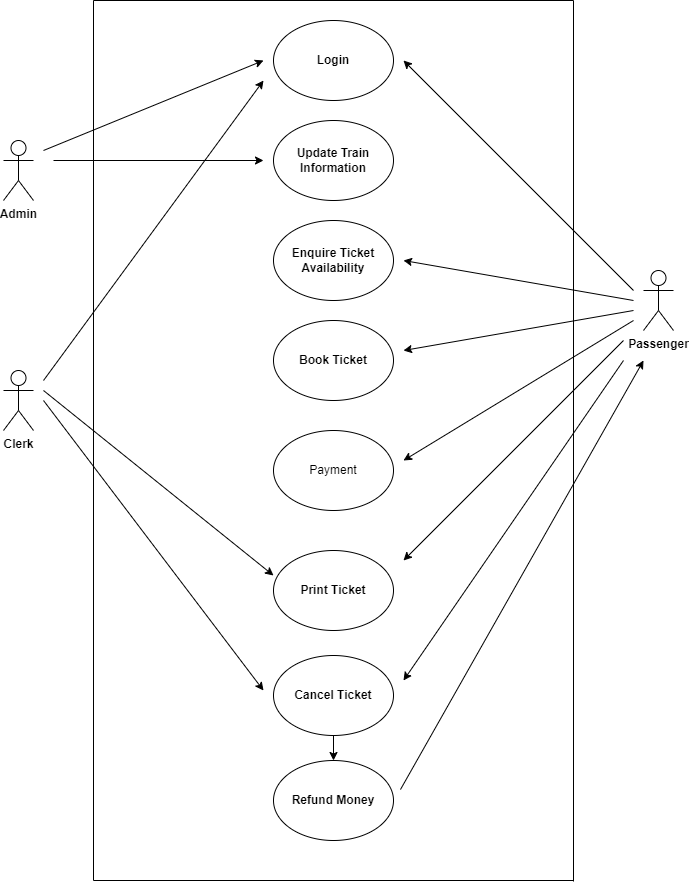 Login
Update Train
Information
Admin
Enquire Ticket
Availability
Passenger
Book Ticket
Clerk
Payment
Print Ticket
Cancel Ticket
Refund Money